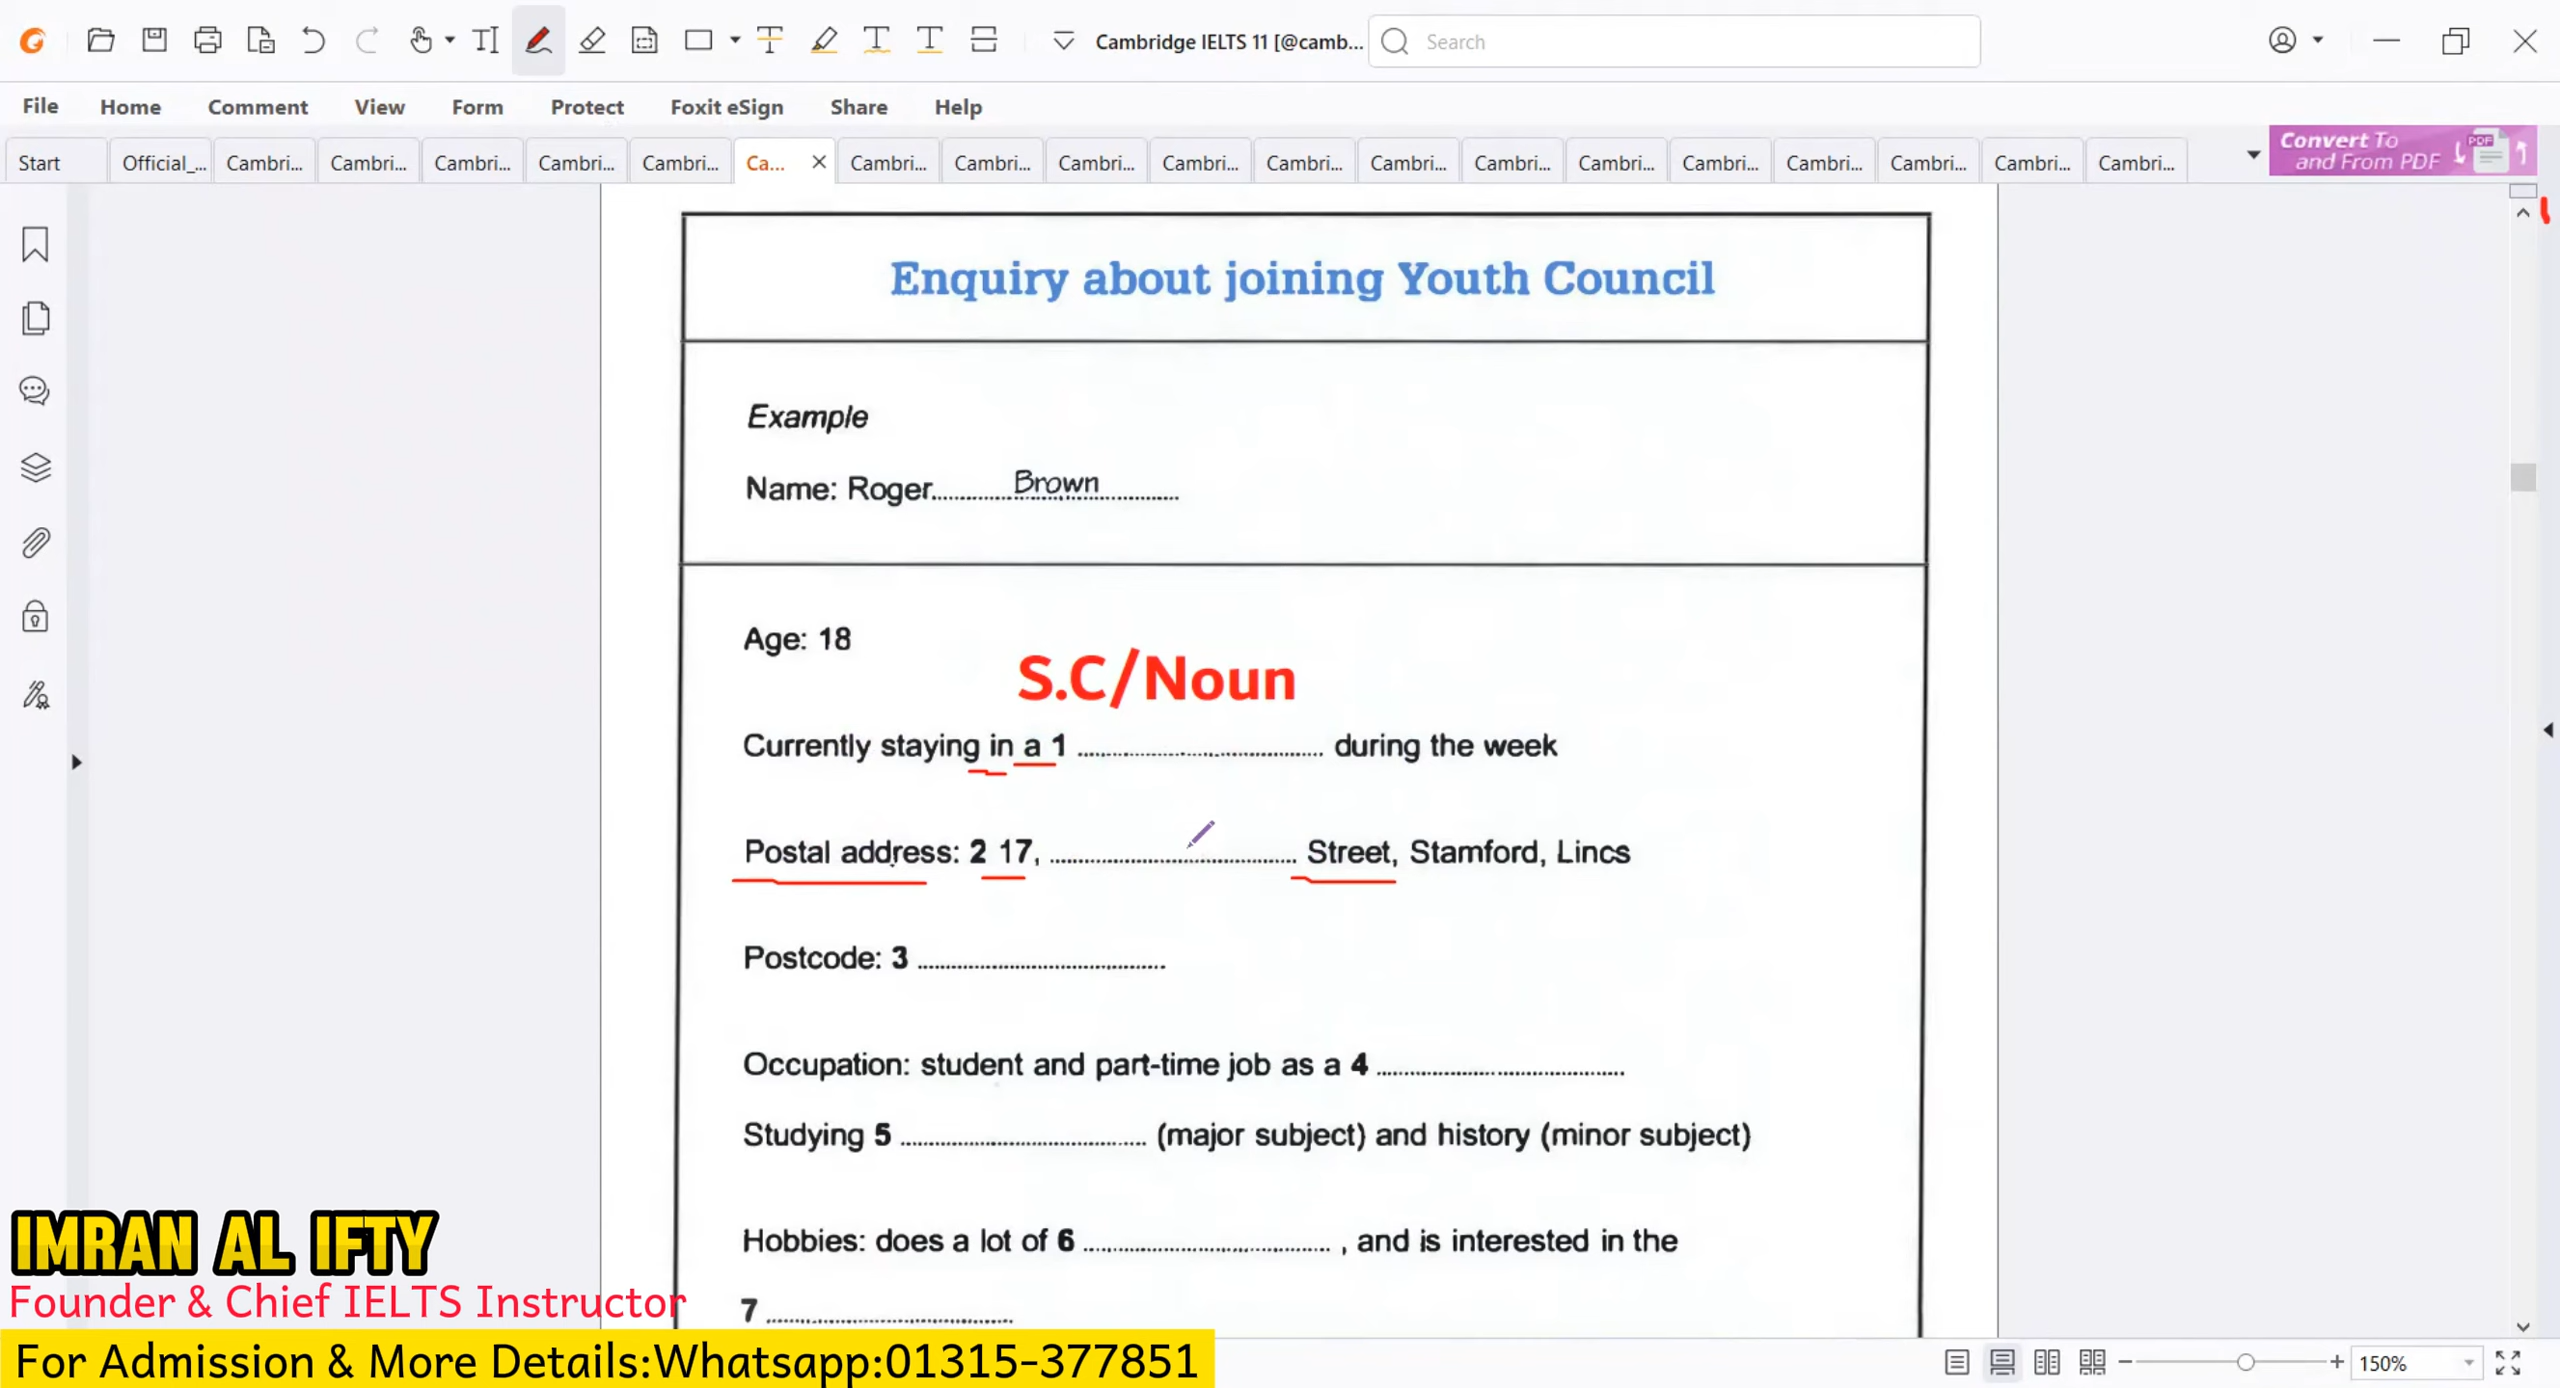 Cambridge IELTS 11 [@camb...
Search
File Home Comment View Form Protect Foxit eSign Share Help
Start Official_... Cambri... Cambri... Cambri... Cambri... Cambri... Ca... Cambri... Cambri... Cambri... Cambri... Cambri... Cambri... Cambri... Cambri... Cambri... Cambri... Cambri... Cambri... Cambri...
Convert To
and From PDF
PDF
Enquiry about joining Youth Council
Example
Name: Roger..........Brown..............
Age: 18
S.C/Noun
Currently staying in a 1 .................................. during the week
Postal address: 2 17, .................................. Street, Stamford, Lincs
Postcode: 3 ..................................
Occupation: student and part-time job as a 4 ..................................
Studying 5 .................................. (major subject) and history (minor subject)
Hobbies: does a lot of 6 .................................. , and is interested in the
7 ..................................
IMRAN AL IFTY
Founder & Chief IELTS Instructor
For Admission & More Details:Whatsapp:01315-377851
150%